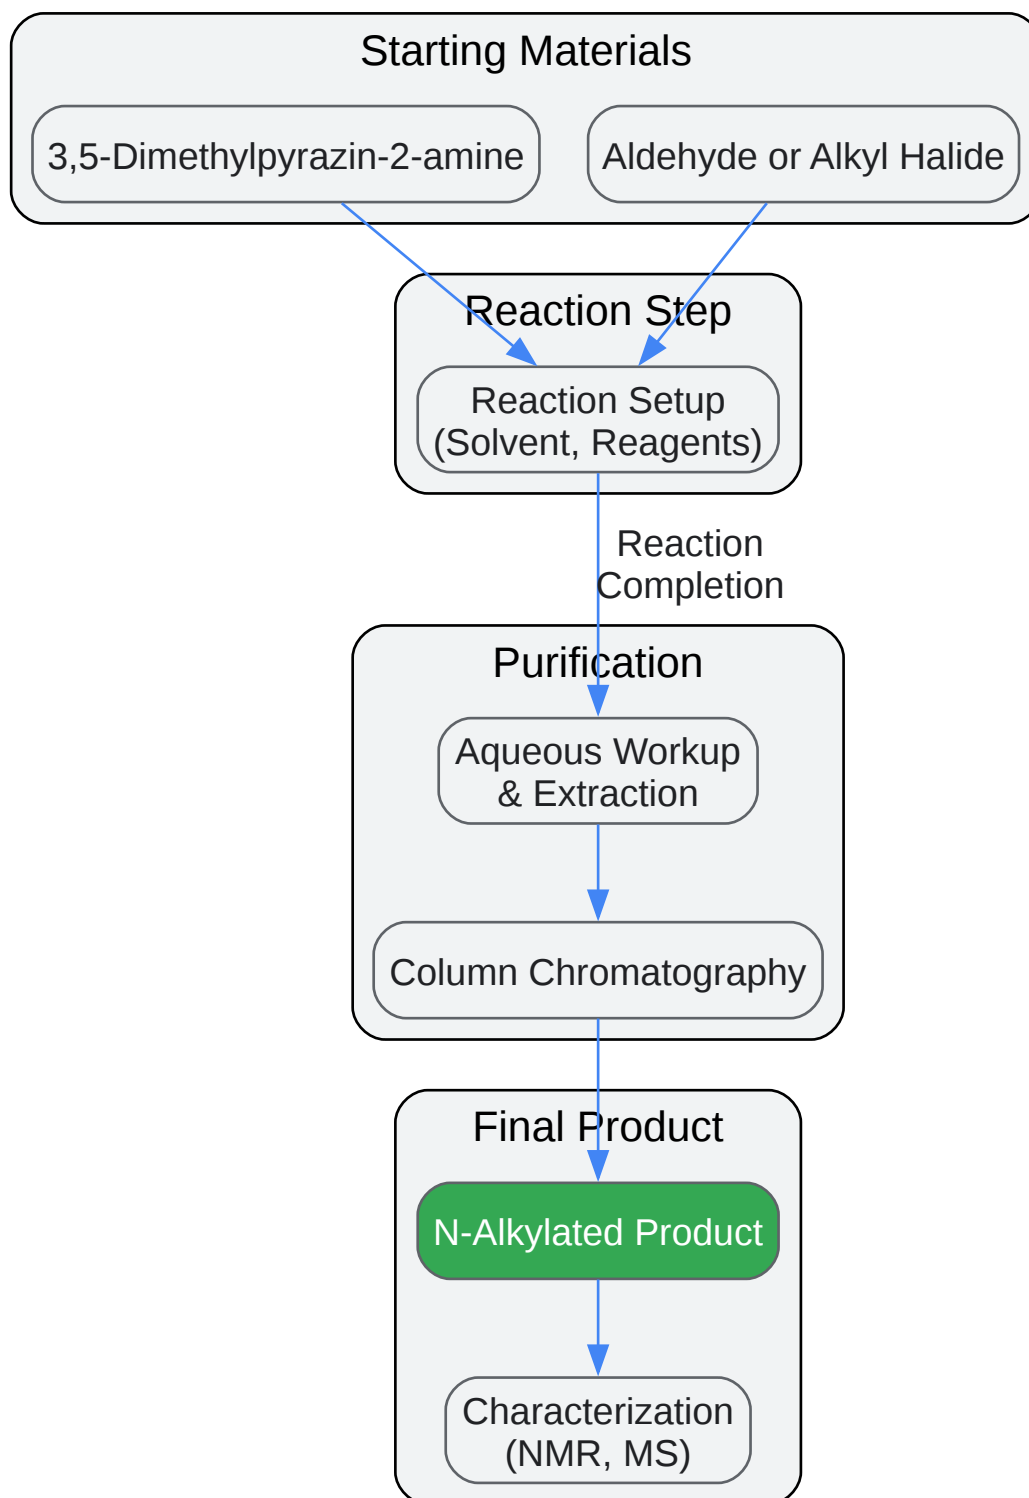 Starting Materials
3,5-Dimethylpyrazin-2-amine
Aldehyde or Alkyl Halide
Reaction Step
Reaction Setup
(Solvent, Reagents)
Reaction
Completion
Purification
Aqueous Workup
& Extraction
Column Chromatography
Final Product
N-Alkylated Product
Characterization
(NMR, MS)